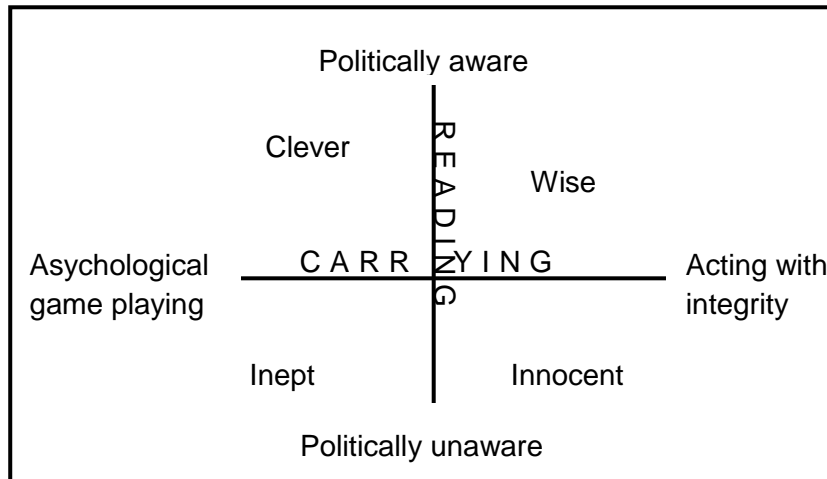 Politically aware
Clever
READING
Wise
Asychological
game playing
CARRYING
Acting with
integrity
Inept
Innocent
Politically unaware